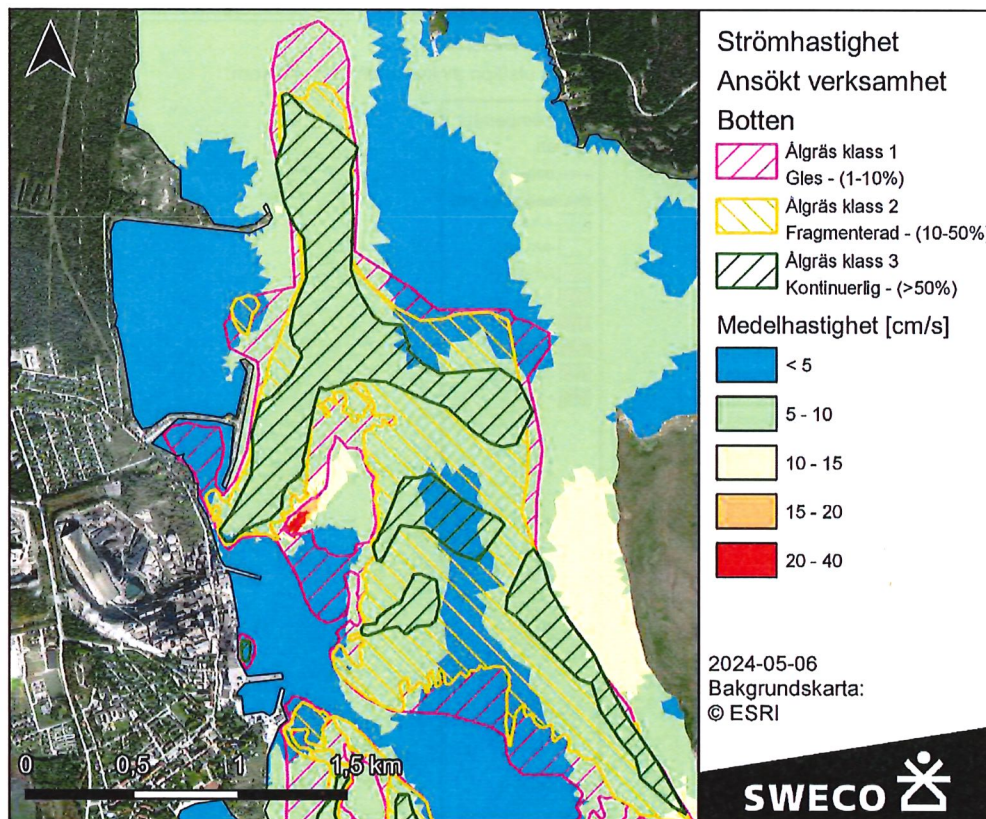 Strömhastighet
Ansökt verksamhet
Botten
Ålgräs klass 1
Gles - (1-10%)
Ålgräs klass 2
Fragmenterad - (10-50%)
Ålgräs klass 3
Kontinuerlig - (>50%)
Medelhastighet [cm/s]
< 5
5 - 10
10 - 15
15 - 20
20 - 40
2024-05-06
Bakgrundskarta:
© ESRI
SWECO
0 0,5 1 1,5 km